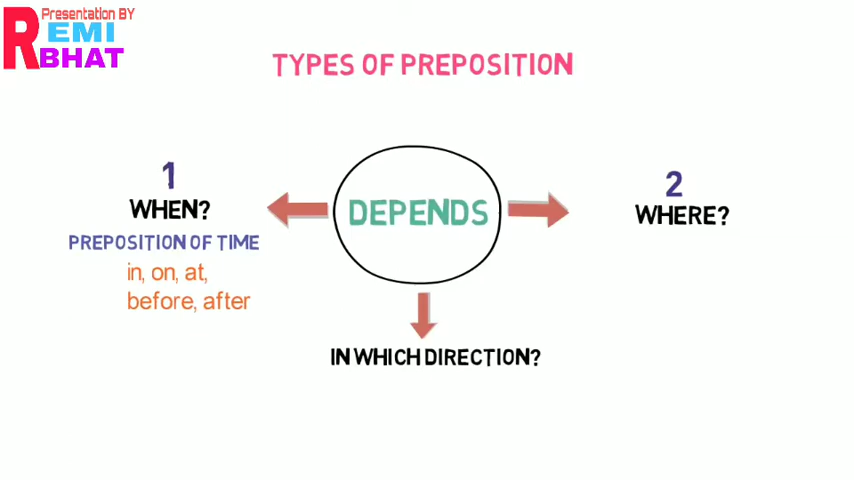 Presentation BY
REMI
BHAT
TYPES OF PREPOSITION
1
WHEN?
PREPOSITION OF TIME
in, on, at,
before, after
DEPENDS
2
WHERE?
IN WHICH DIRECTION?